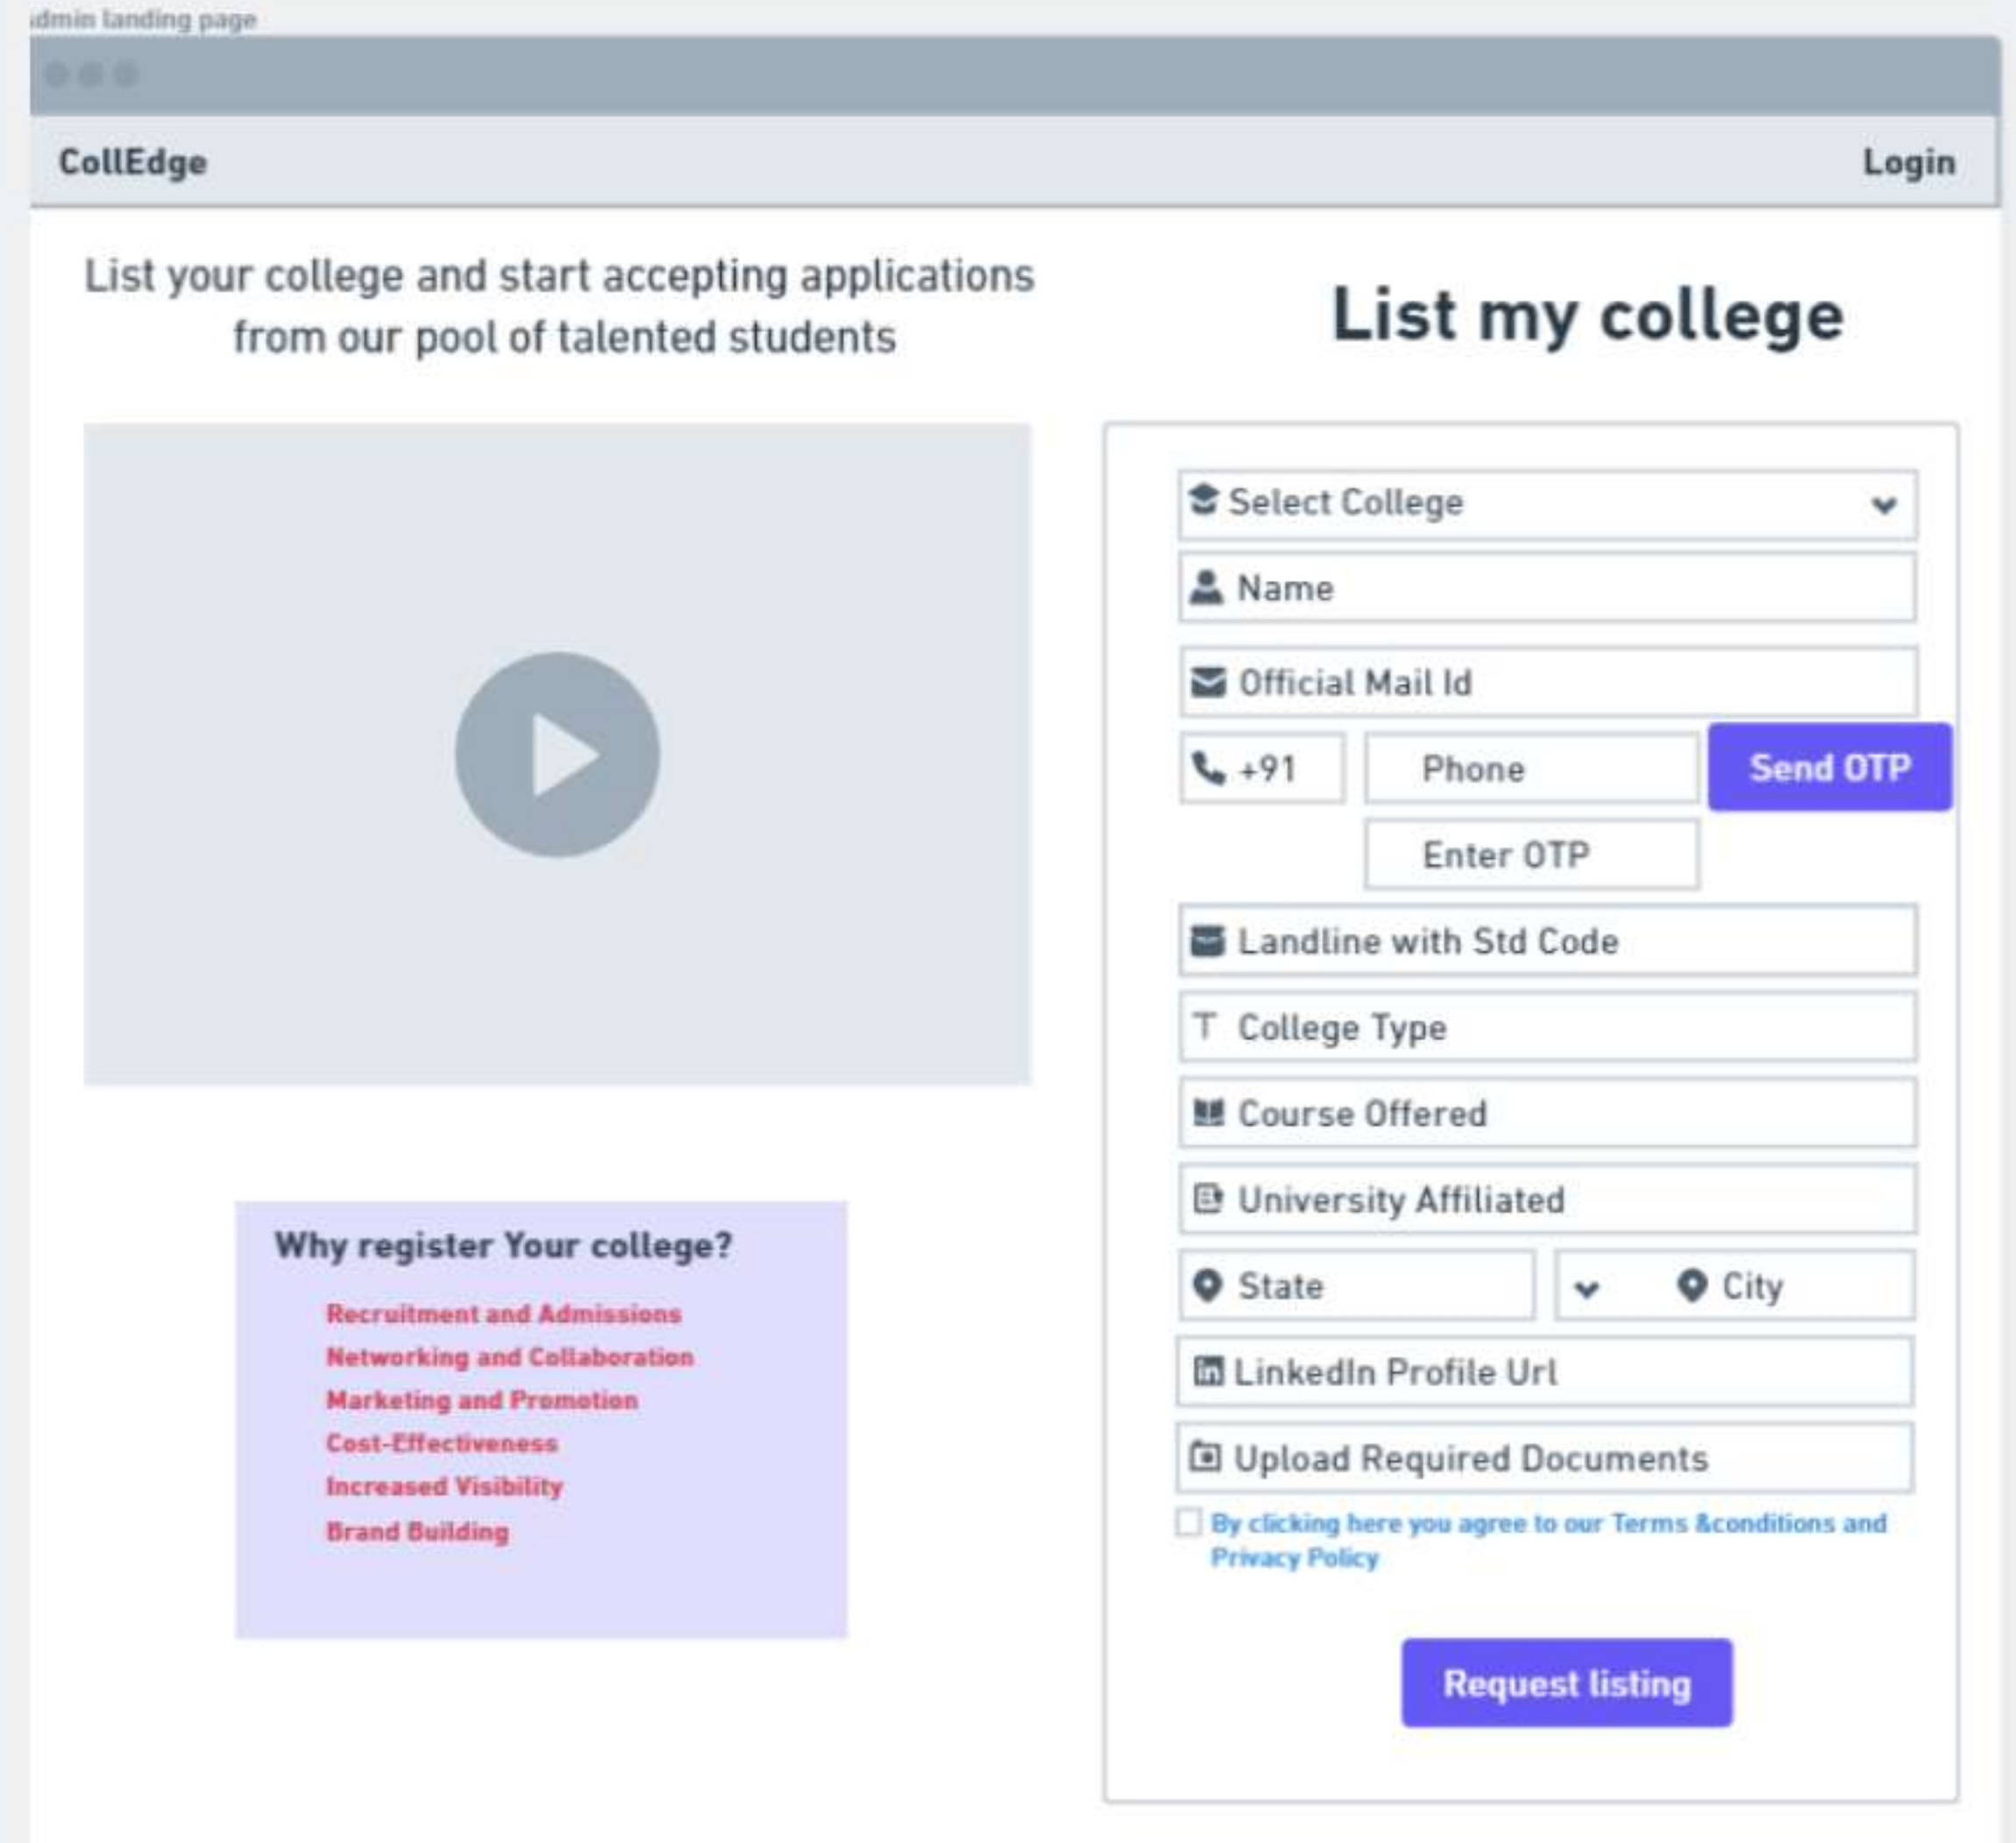 admin landing page
CollEdge
Login
List your college and start accepting applications
from our pool of talented students
List my college
Select College
Name
Official Mail Id
+91
Phone
Send OTP
Enter OTP
Landline with Std Code
T College Type
Course Offered
University Affiliated
State
City
in LinkedIn Profile Url
Upload Required Documents
By clicking here you agree to our Terms &conditions and
Privacy Policy
Request listing
Why register Your college?
Recruitment and Admissions
Networking and Collaboration
Marketing and Promotion
Cost-Effectiveness
Increased Visibility
Brand Building